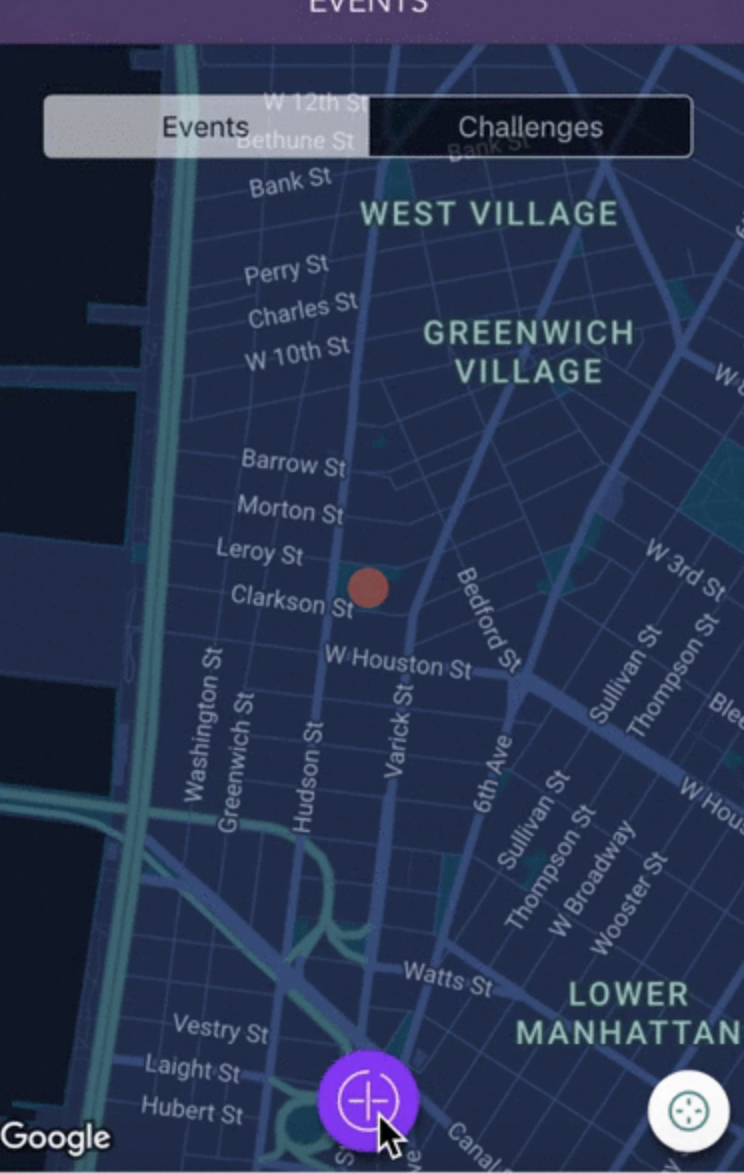 EVENTS
W 12th St
Events
Challenges
Bethune St
Bank St
Bank St
WEST VILLAGE
Perry St
Charles St
W 10th St
GREENWICH
VILLAGE
Barrow St
Morton St
Leroy St
Clarkson St
W 3rd St
Bedford St
W Houston St
Sullivan St
Thompson St
Washington St
Greenwich St
Hudson St
Varick St
6th Ave
Sullivan St
Thompson St
W Broadway
Wooster St
Watts St
LOWER
MANHATTAN
Vestry St
Laight St
Hubert St
Canal
Google